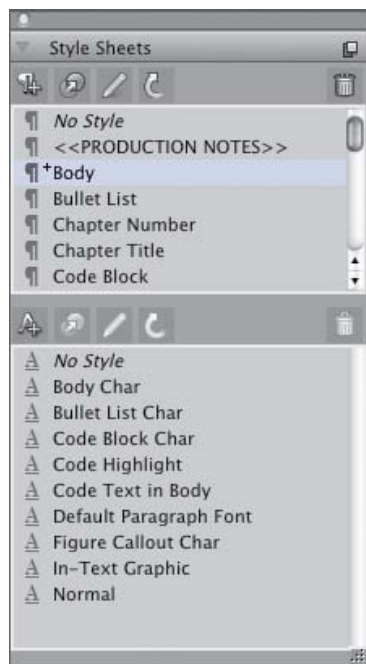 Style Sheets
No Style
<<PRODUCTION NOTES>>
+Body
Bullet List
Chapter Number
Chapter Title
Code Block
No Style
Body Char
Bullet List Char
Code Block Char
Code Highlight
Code Text in Body
Default Paragraph Font
Figure Callout Char
In-Text Graphic
Normal